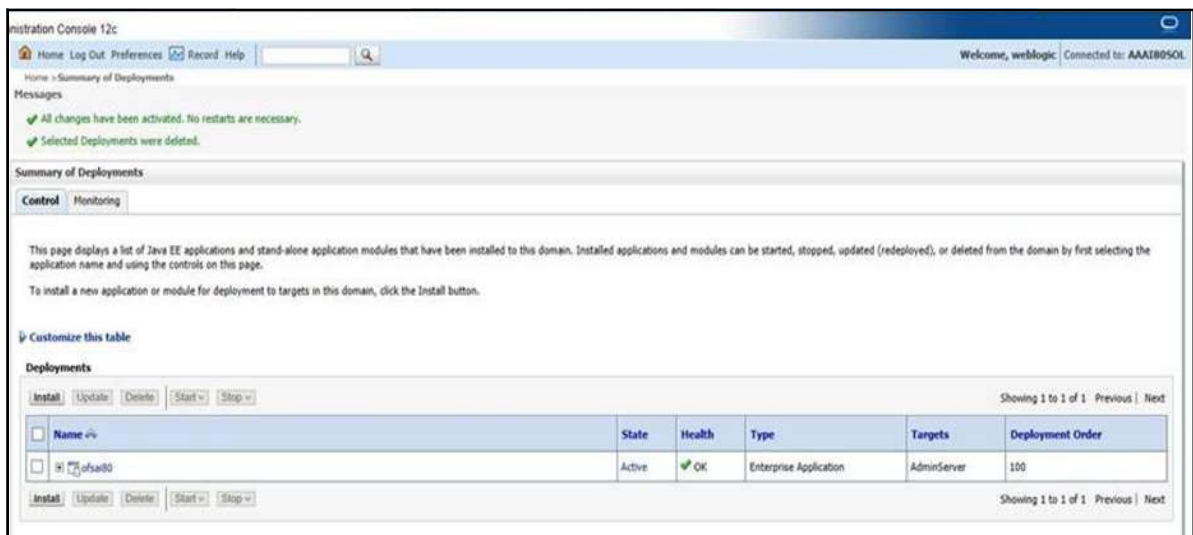 nistration Console 12c
Home Log Out Preferences Record Help
Welcome, weblogic Connected to: AAAI80SOL
Home >Summary of Deployments
Messages
All changes have been activated. No restarts are necessary.
Selected Deployments were deleted.
Summary of Deployments
Control Monitoring
This page displays a list of Java EE applications and stand-alone application modules that have been installed to this domain. Installed applications and modules can be started, stopped, updated (redeployed), or deleted from the domain by first selecting the
application name and using the controls on this page.
To install a new application or module for deployment to targets in this domain, click the Install button.
Customize this table
Deployments
Install Update Delete Start Stop
Showing 1 to 1 of 1 Previous | Next
Name State Health Type Targets Deployment Order
ofsai80 Active OK Enterprise Application AdminServer 100
Install Update Delete Start Stop
Showing 1 to 1 of 1 Previous | Next